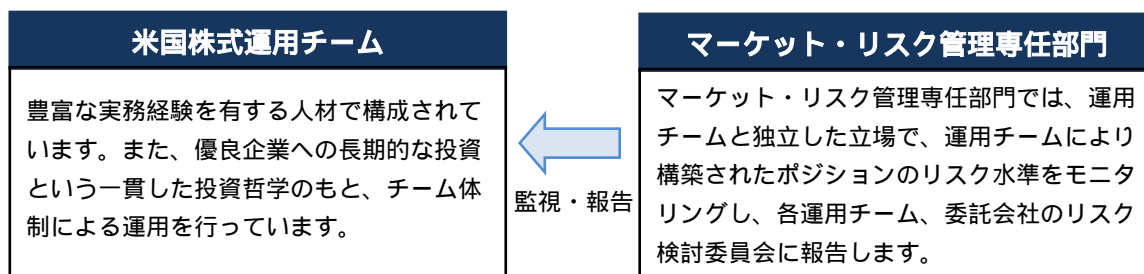 米国株式運用チーム
豊富な実務経験を有する人材で構成されて
います。また、優良企業への長期的な投資
という一貫した投資哲学のもと、チーム体
制による運用を行っています。
監視・報告
マーケット・リスク管理専任部門
マーケット・リスク管理専任部門では、運用
チームと独立した立場で、運用チームにより
構築されたポジションのリスク水準をモニタ
リングし、各運用チーム、委託会社のリスク
検討委員会に報告します。